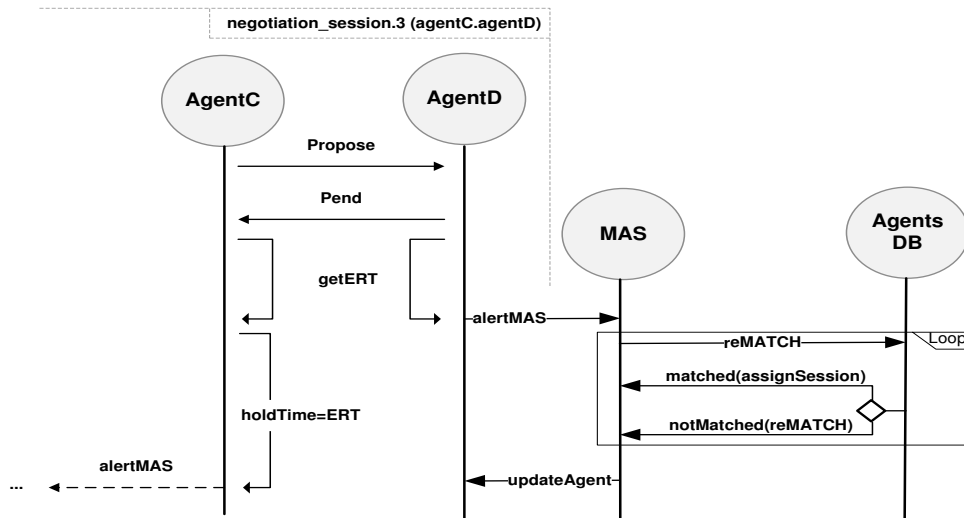 negotiation_session.3 (agentC.agentD)
AgentC
AgentD
Propose
Pend
MAS
Agents
DB
getERT
alertMAS
reMATCH
Loop
matched(assignSession)
holdTime=ERT
notMatched(reMATCH)
alertMAS
...
updateAgent